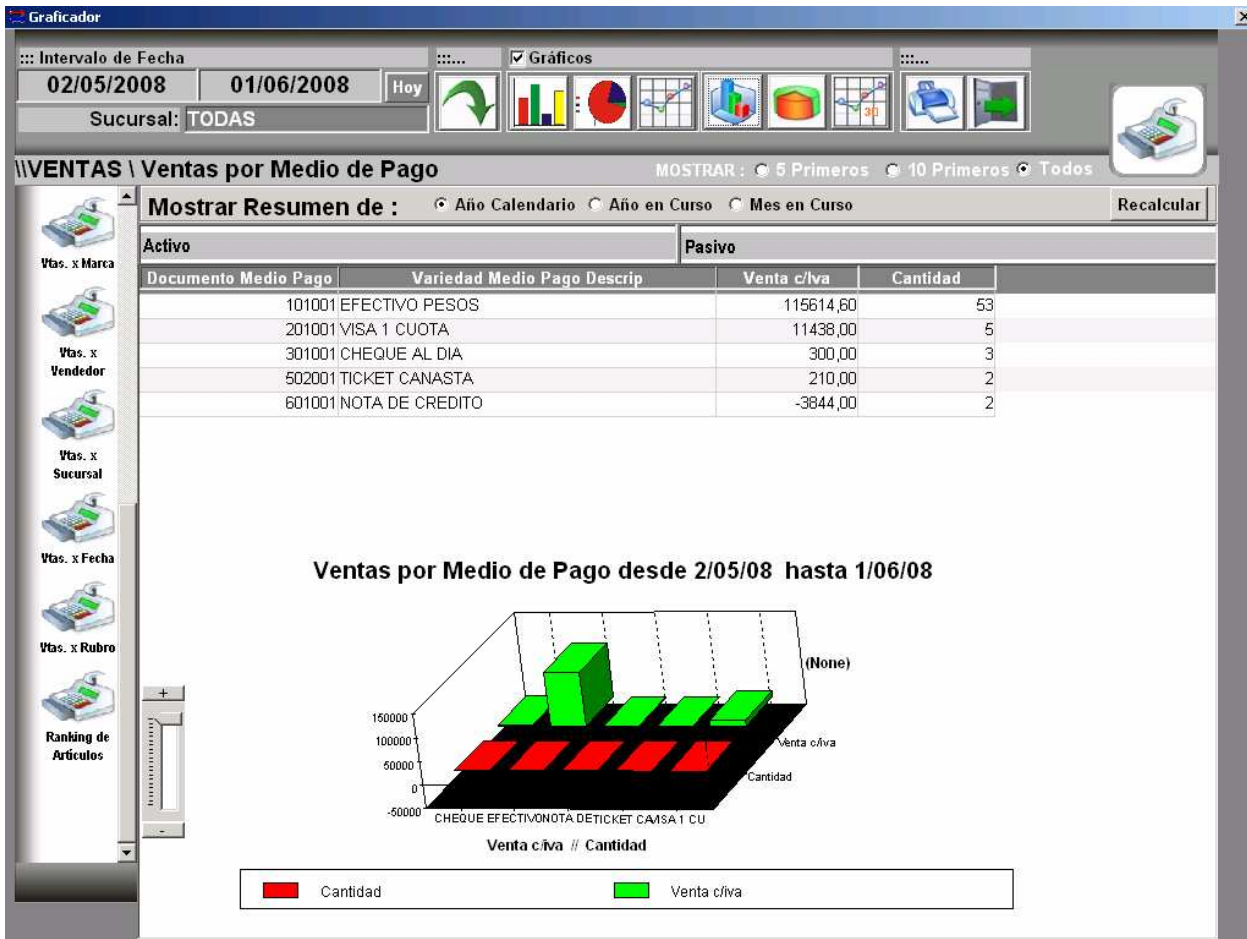 Graficador
::: Intervalo de Fecha
:::...
Gráficos
:::...
02/05/2008
01/06/2008
Hoy
3D
Sucursal: TODAS
\\VENTAS \ Ventas por Medio de Pago
MOSTRAR : 5 Primeros 10 Primeros Todos
Mostrar Resumen de : Año Calendario Año en Curso Mes en Curso
Recalcular
Activo
Pasivo
Documento Medio Pago Variedad Medio Pago Descrip Venta c/Iva Cantidad
101001 EFECTIVO PESOS 115614,60 53
201001 VISA 1 CUOTA 11438,00 5
301001 CHEQUE AL DIA 300,00 3
502001 TICKET CANASTA 210,00 2
601001 NOTA DE CREDITO -3844,00 2
Vtas. x Marca
Vtas. x
Vendedor
Vtas. x
Sucursal
Vtas. x Fecha
Vtas. x Rubro
Ranking de
Artículos
+
-
Ventas por Medio de Pago desde 2/05/08 hasta 1/06/08
(None)
150000
100000
50000
0
-50000
Venta c/iva
Cantidad
CHEQUE EFECTIVONOTA DETICKET CAVISA 1 CU
Venta c/iva // Cantidad
Cantidad
Venta c/iva